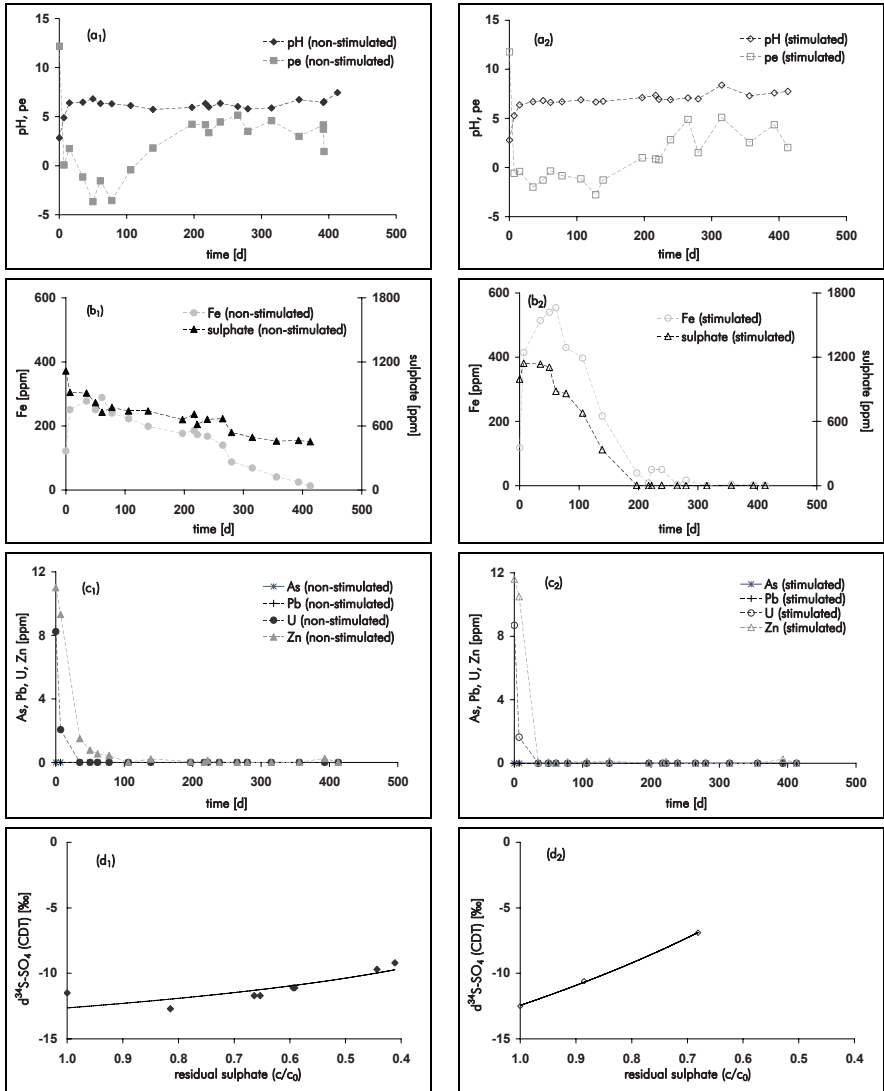 (a1)
pH (non-stimulated)
pe (non-stimulated)
15
10
5
0
-5
pH, pe
0 100 200 300 400 500
time [d]
(a2)
pH (stimulated)
pe (stimulated)
15
10
5
0
-5
pH, pe
0 100 200 300 400 500
time [d]
(b1)
Fe (non-stimulated)
sulphate (non-stimulated)
600
400
200
0
Fe [ppm]
1800
1200
600
0
sulphate [ppm]
0 100 200 300 400 500
time [d]
(b2)
Fe (stimulated)
sulphate (stimulated)
600
400
200
0
Fe [ppm]
1800
1200
600
0
sulphate [ppm]
0 100 200 300 400 500
time [d]
(c1)
As (non-stimulated)
Pb (non-stimulated)
U (non-stimulated)
Zn (non-stimulated)
12
8
4
0
As, Pb, U, Zn [ppm]
0 100 200 300 400 500
time [d]
(c2)
As (stimulated)
Pb (stimulated)
U (stimulated)
Zn (stimulated)
12
8
4
0
As, Pb, U, Zn [ppm]
0 100 200 300 400 500
time [d]
(d1)
0
-5
-10
-15
d34S-SO4 (CDT) [‰]
1.0 0.9 0.8 0.7 0.6 0.5 0.4
residual sulphate (c/c0)
(d2)
0
-5
-10
-15
d34S-SO4 (CDT) [‰]
1.0 0.9 0.8 0.7 0.6 0.5 0.4
residual sulphate (c/c0)